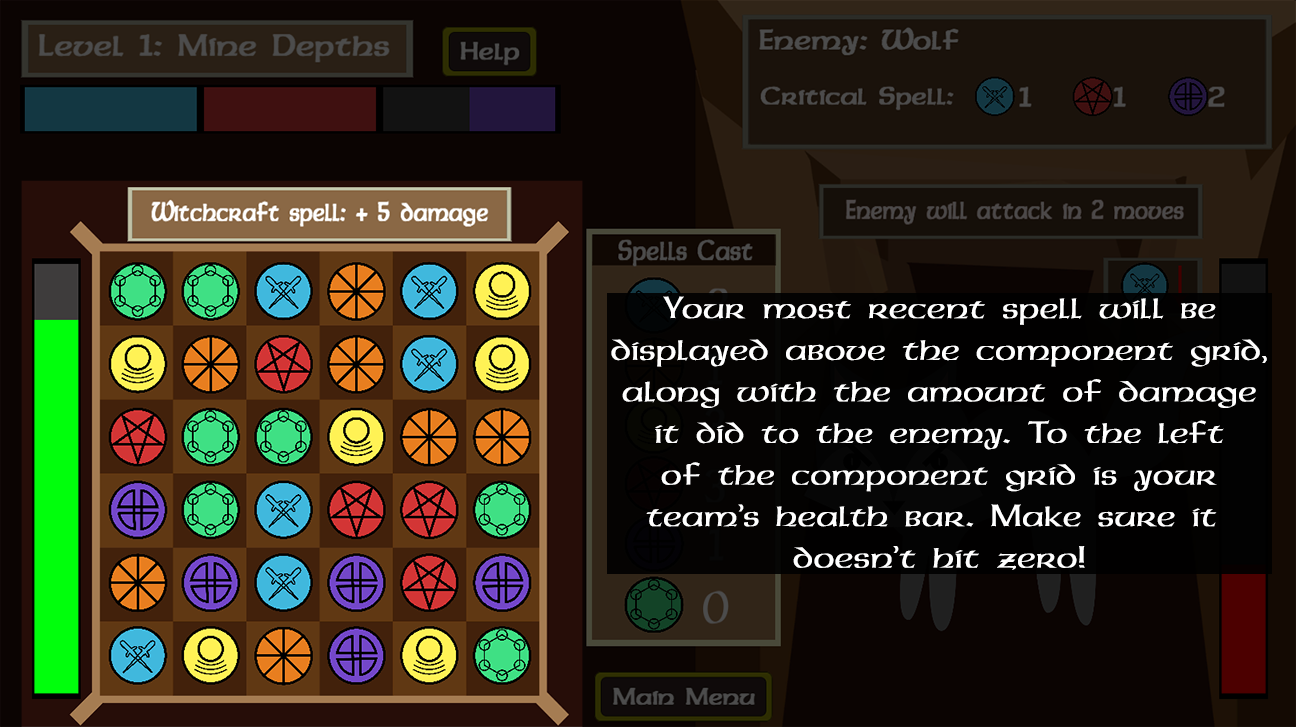 Level 1: Mine Depths
Help
Enemy: Wolf
Critical Spell: 1 1 2
Witchcraft spell: + 5 damage
Enemy will attack in 2 moves
Spells Cast
Your most recent spell will be
displayed above the component grid,
along with the amount of damage
it did to the enemy. To the left
of the component grid is your
team's health bar. Make sure it
doesn't hit zero!
0
Main Menu